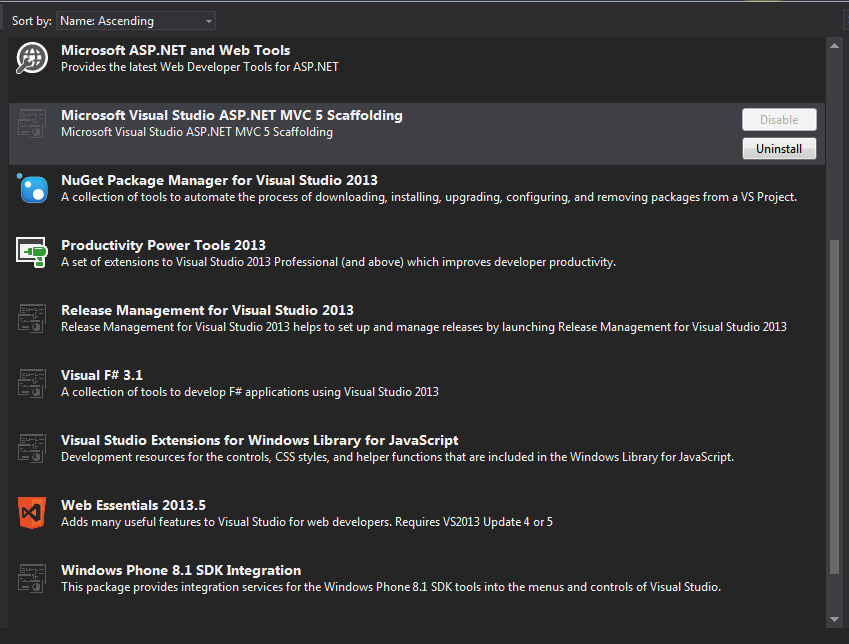 Sort by: Name: Ascending
Microsoft ASP.NET and Web Tools
Provides the latest Web Developer Tools for ASP.NET
Microsoft Visual Studio ASP.NET MVC 5 Scaffolding
Microsoft Visual Studio ASP.NET MVC 5 Scaffolding
Disable
Uninstall
NuGet Package Manager for Visual Studio 2013
A collection of tools to automate the process of downloading, installing, upgrading, configuring, and removing packages from a VS Project.
Productivity Power Tools 2013
A set of extensions to Visual Studio 2013 Professional (and above) which improves developer productivity.
Release Management for Visual Studio 2013
Release Management for Visual Studio 2013 helps to set up and manage releases by launching Release Management for Visual Studio 2013
Visual F# 3.1
A collection of tools to develop F# applications using Visual Studio 2013
Visual Studio Extensions for Windows Library for JavaScript
Development resources for the controls, CSS styles, and helper functions that are included in the Windows Library for JavaScript.
Web Essentials 2013.5
Adds many useful features to Visual Studio for web developers. Requires VS2013 Update 4 or 5
Windows Phone 8.1 SDK Integration
This package provides integration services for the Windows Phone 8.1 SDK tools into the menus and controls of Visual Studio.